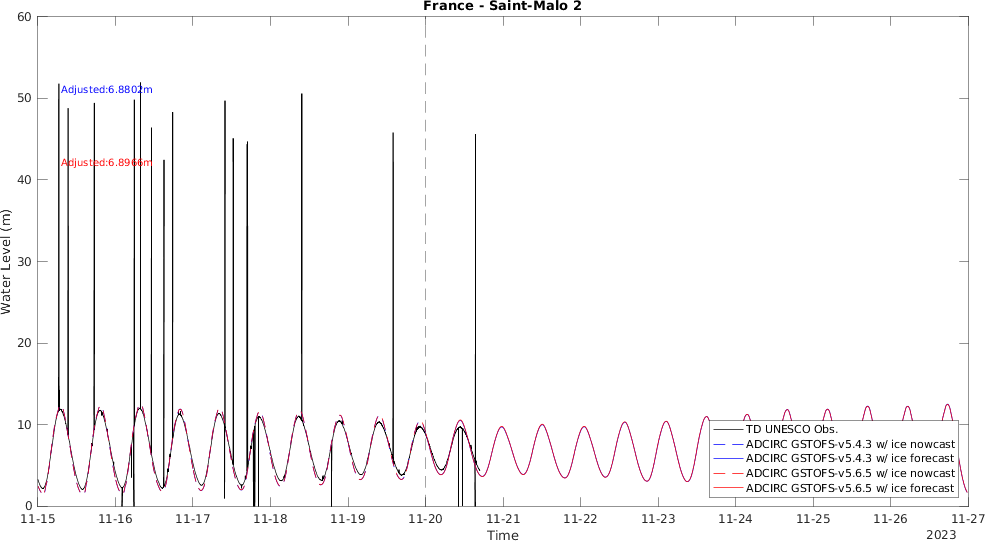 France - Saint-Malo 2
60
50
40
30
20
10
0
Water Level (m)
Adjusted:6.8802m
Adjusted:6.8966m
TD UNESCO Obs.
ADCIRC GSTOFS-v5.4.3 w/ ice nowcast
ADCIRC GSTOFS-v5.4.3 w/ ice forecast
ADCIRC GSTOFS-v5.6.5 w/ ice nowcast
ADCIRC GSTOFS-v5.6.5 w/ ice forecast
11-15 11-16 11-17 11-18 11-19 11-20 11-21 11-22 11-23 11-24 11-25 11-26 11-27
Time
2023